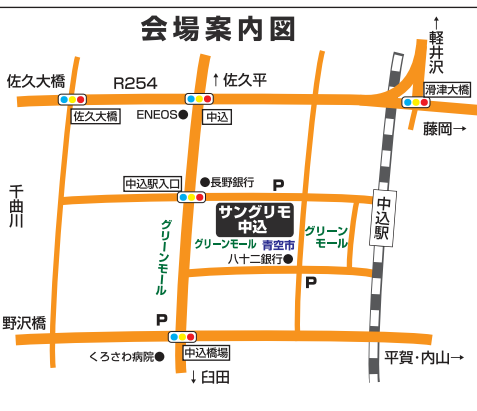 会場案内図
↑軽井沢
佐久大橋
R254
↑佐久平
滑津大橋
佐久大橋
ENEOS●
中込
藤岡→
中込駅入口
●長野銀行
P
千曲川
サングリモ
中込
中込駅
グリーンモール
グリーンモール 青空市
グリーン
モール
八十二銀行●
P
野沢橋
P
くろさわ病院●
中込橋場
平賀・内山→
↓臼田